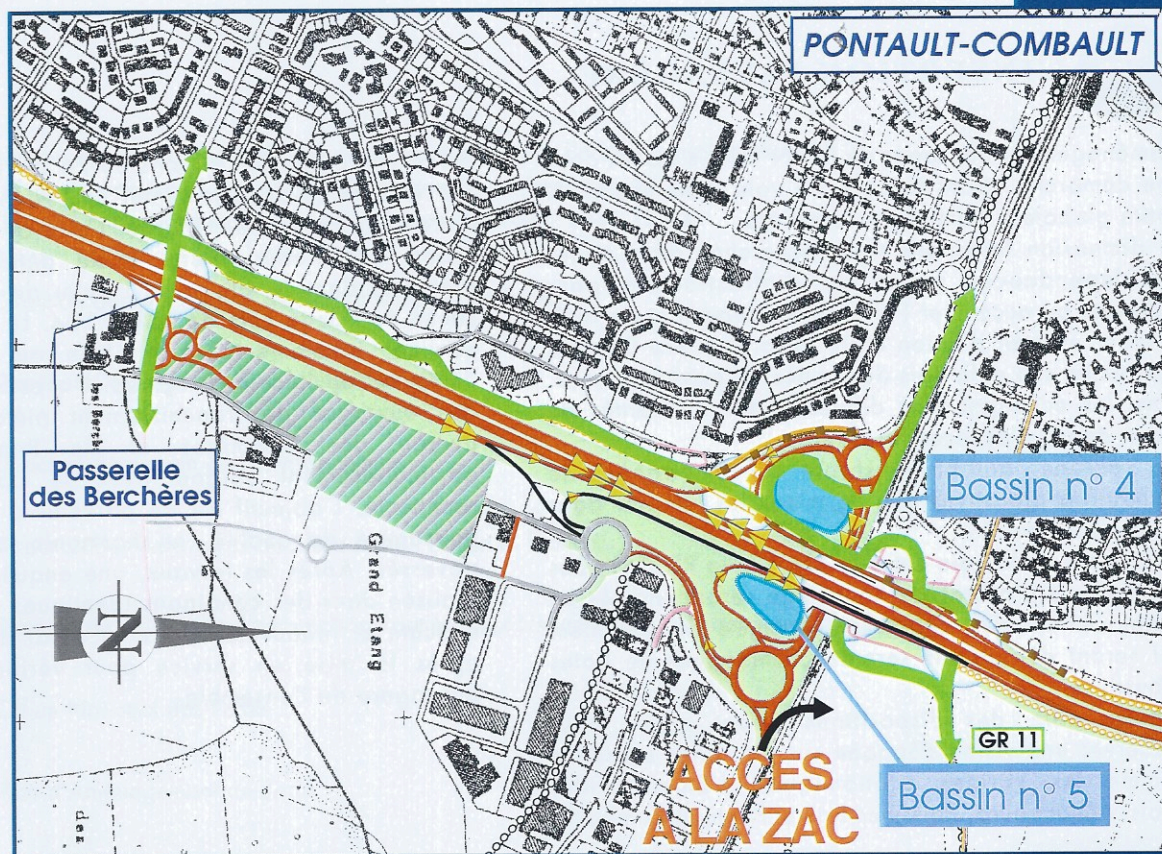 PONTAULT-COMBAULT
Passerelle
des Berchères
Bassin n° 4
Grand Etang
N
GR 11
ACCES
A LA ZAC
Bassin n° 5